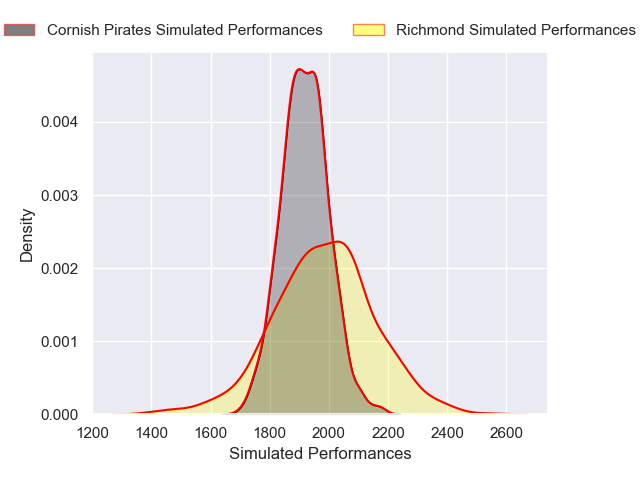 Cornish Pirates Simulated Performances
Richmond Simulated Performances
Density
0.004
0.003
0.002
0.001
0.000
1200 1400 1600 1800 2000 2200 2400 2600
Simulated Performances